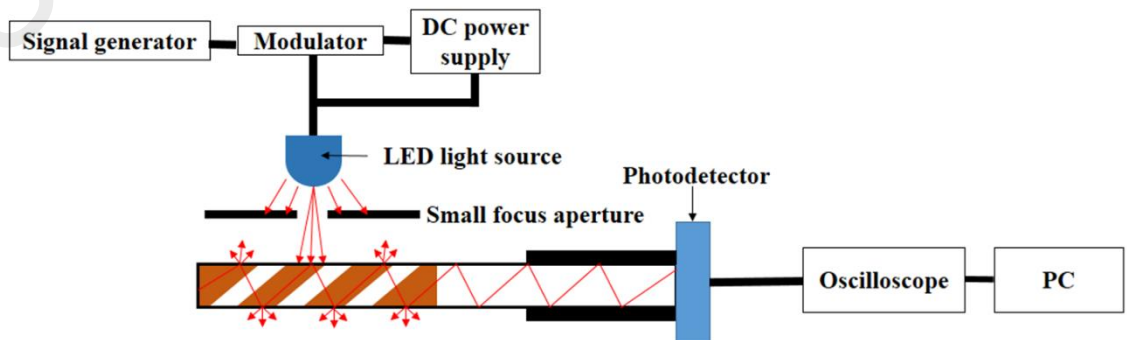 Signal generator
Modulator
DC power
supply
LED light source
Photodetector
Small focus aperture
Oscilloscope
PC